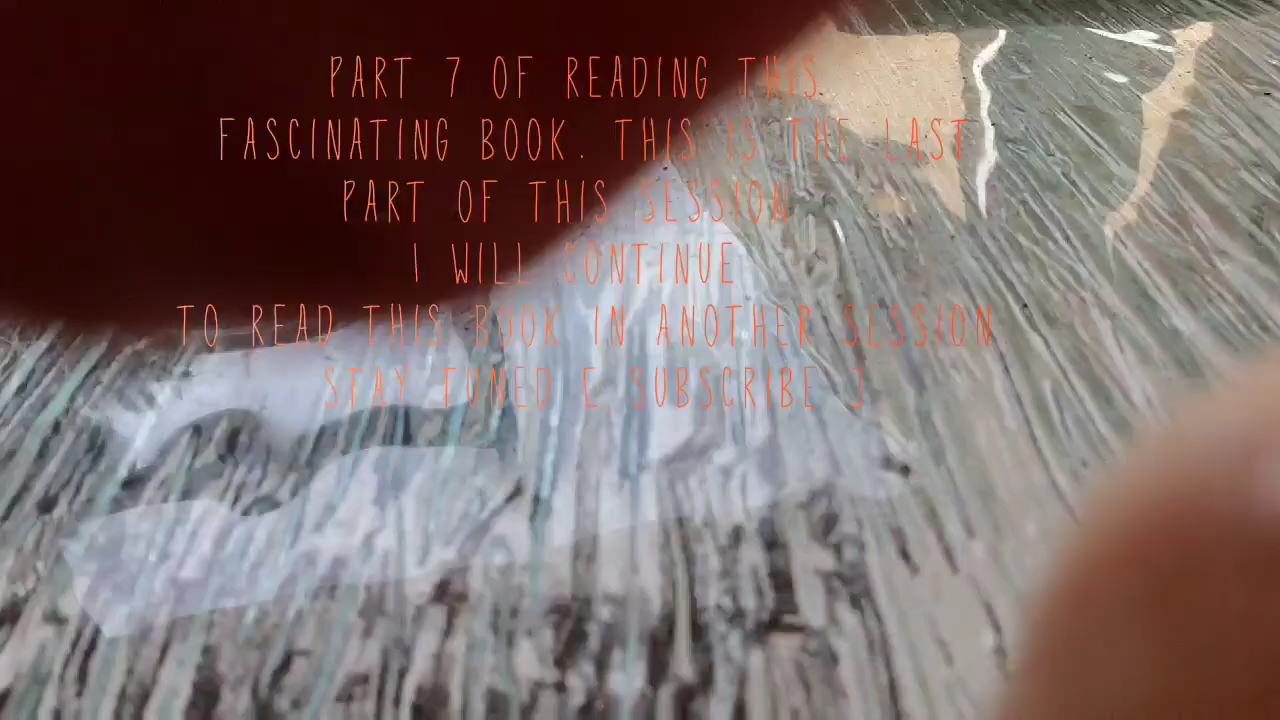 PART 7 OF READING THIS
FASCINATING BOOK. THIS IS THE LAST
PART OF THIS SESSION
I WILL CONTINUE
TO READ THIS BOOK IN ANOTHER SESSION.
STAY TUNED [ SUBSCRIBE ]